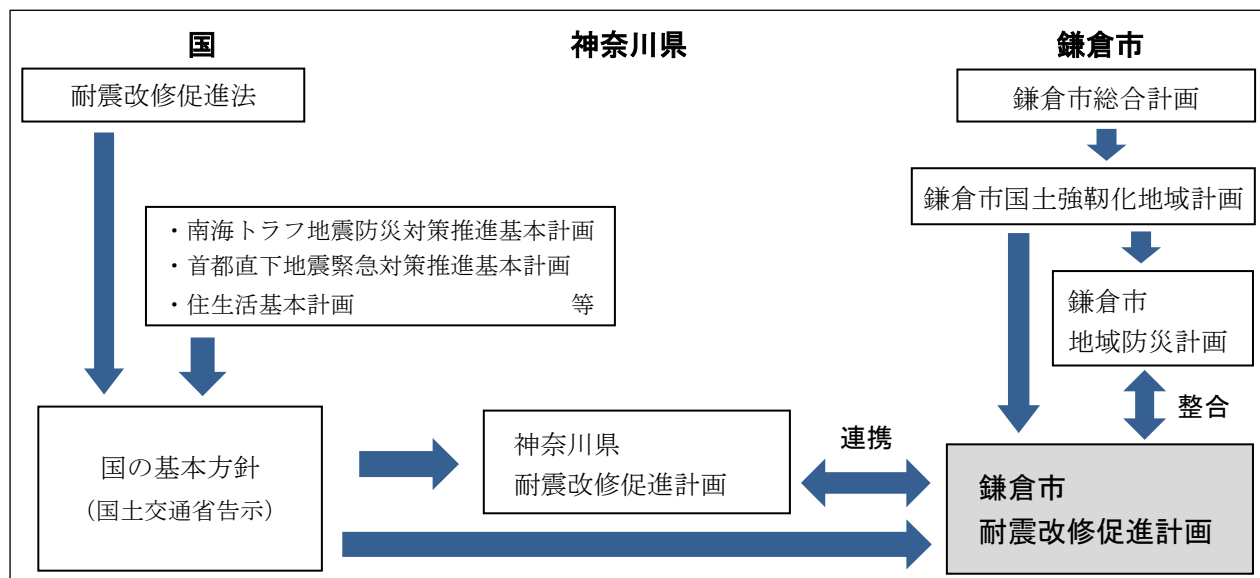 国
神奈川県
鎌倉市
耐震改修促進法
鎌倉市総合計画
鎌倉市国土強靭化地域計画
・南海トラフ地震防災対策推進基本計画
・首都直下地震緊急対策推進基本計画
・住生活基本計画 等
鎌倉市
地域防災計画
整合
国の基本方針
（国土交通省告示）
神奈川県
耐震改修促進計画
連携
鎌倉市
耐震改修促進計画